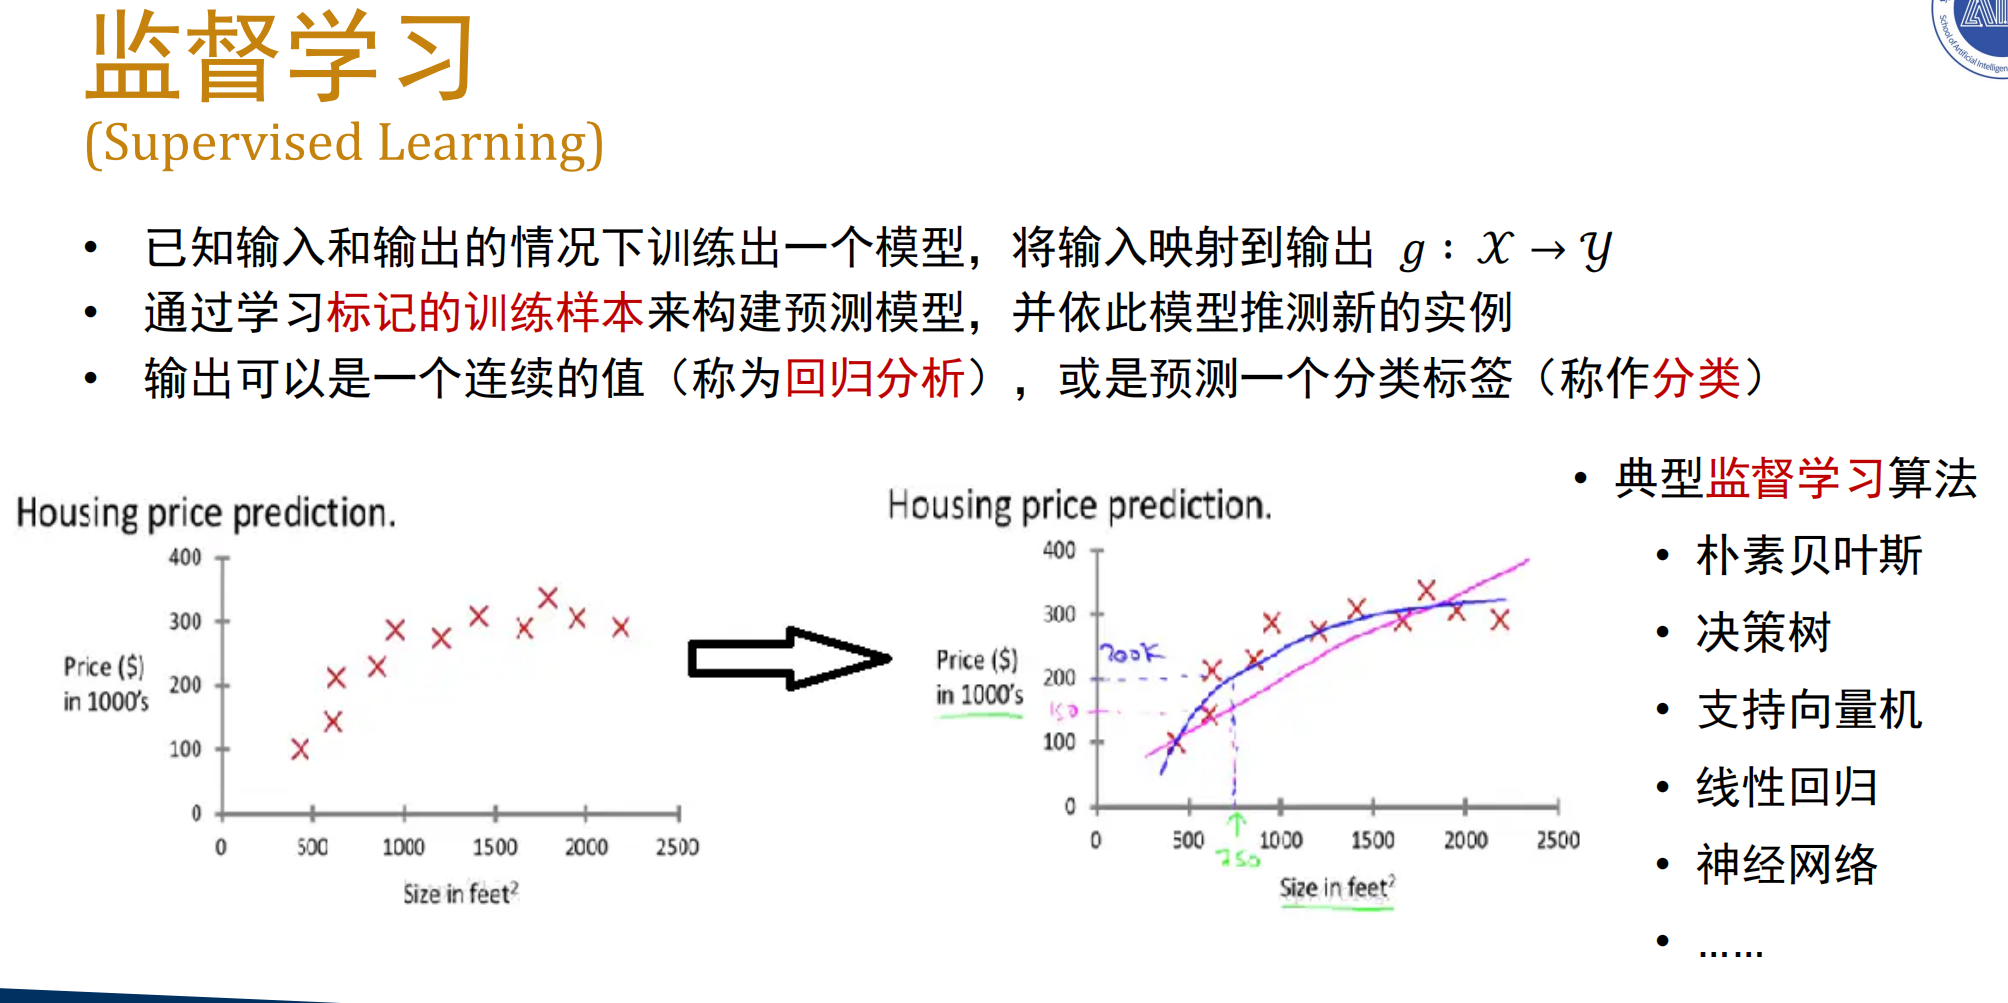 监督学习
(Supervised Learning)
• 已知输入和输出的情况下训练出一个模型，将输入映射到输出 g : 𝒳 → 𝒴
• 通过学习标记的训练样本来构建预测模型，并依此模型推测新的实例
• 输出可以是一个连续的值（称为回归分析），或是预测一个分类标签（称作分类）
Housing price prediction.
400
300
200
100
0
Price ($)
in 1000's
0 500 1000 1500 2000 2500
Size in feet²
Housing price prediction.
400
300
200
100
0
Price ($)
in 1000's
200K
150
0 500 1000 1500 2000 2500
750
Size in feet²
• 典型监督学习算法
• 朴素贝叶斯
• 决策树
• 支持向量机
• 线性回归
• 神经网络
• ……
School of Artificial